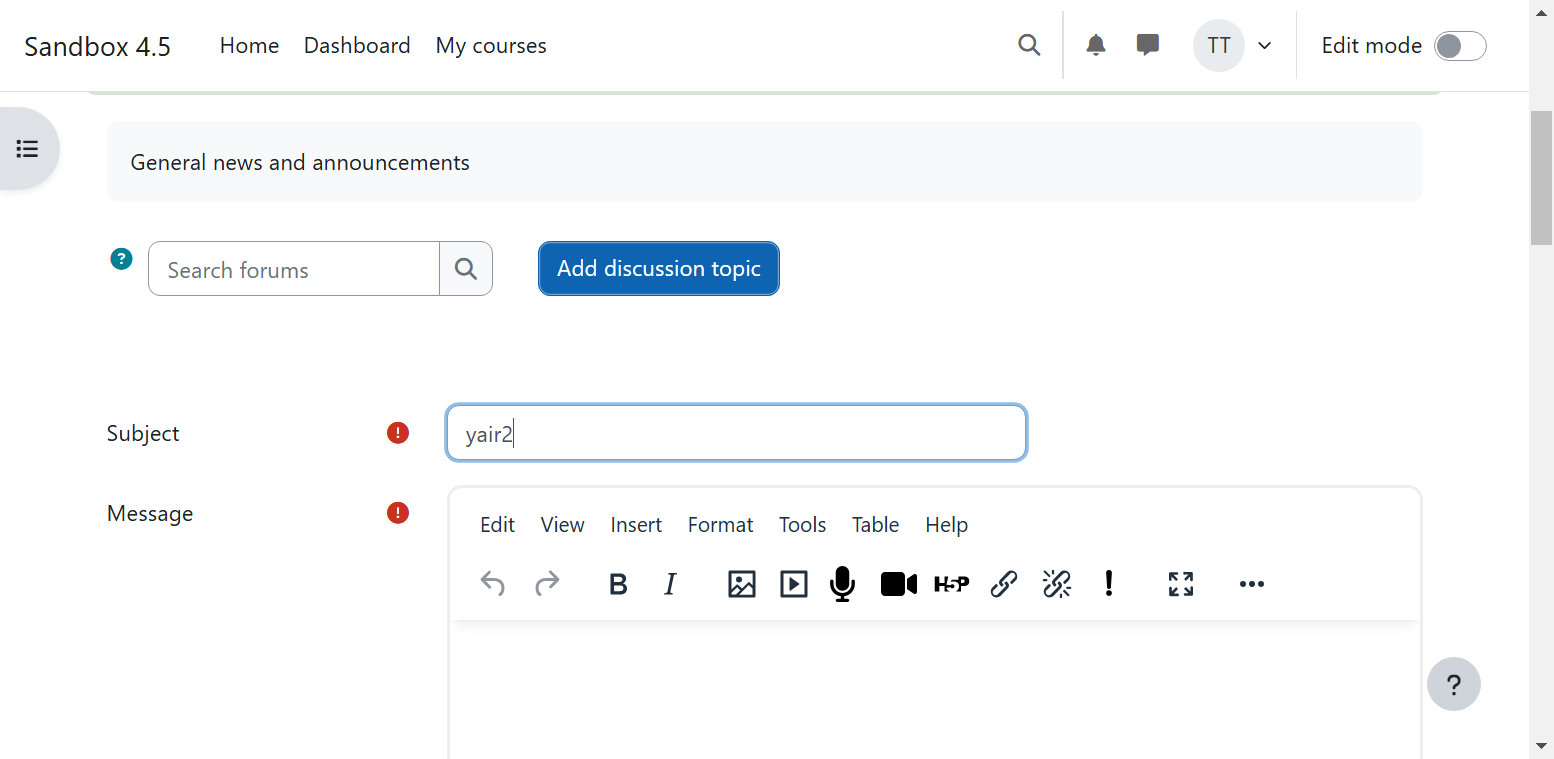 Sandbox 4.5 Home Dashboard My courses TT Edit mode
General news and announcements
? Search forums Add discussion topic
Subject ! yair2
Message !
Edit View Insert Format Tools Table Help
B I H5P !
?